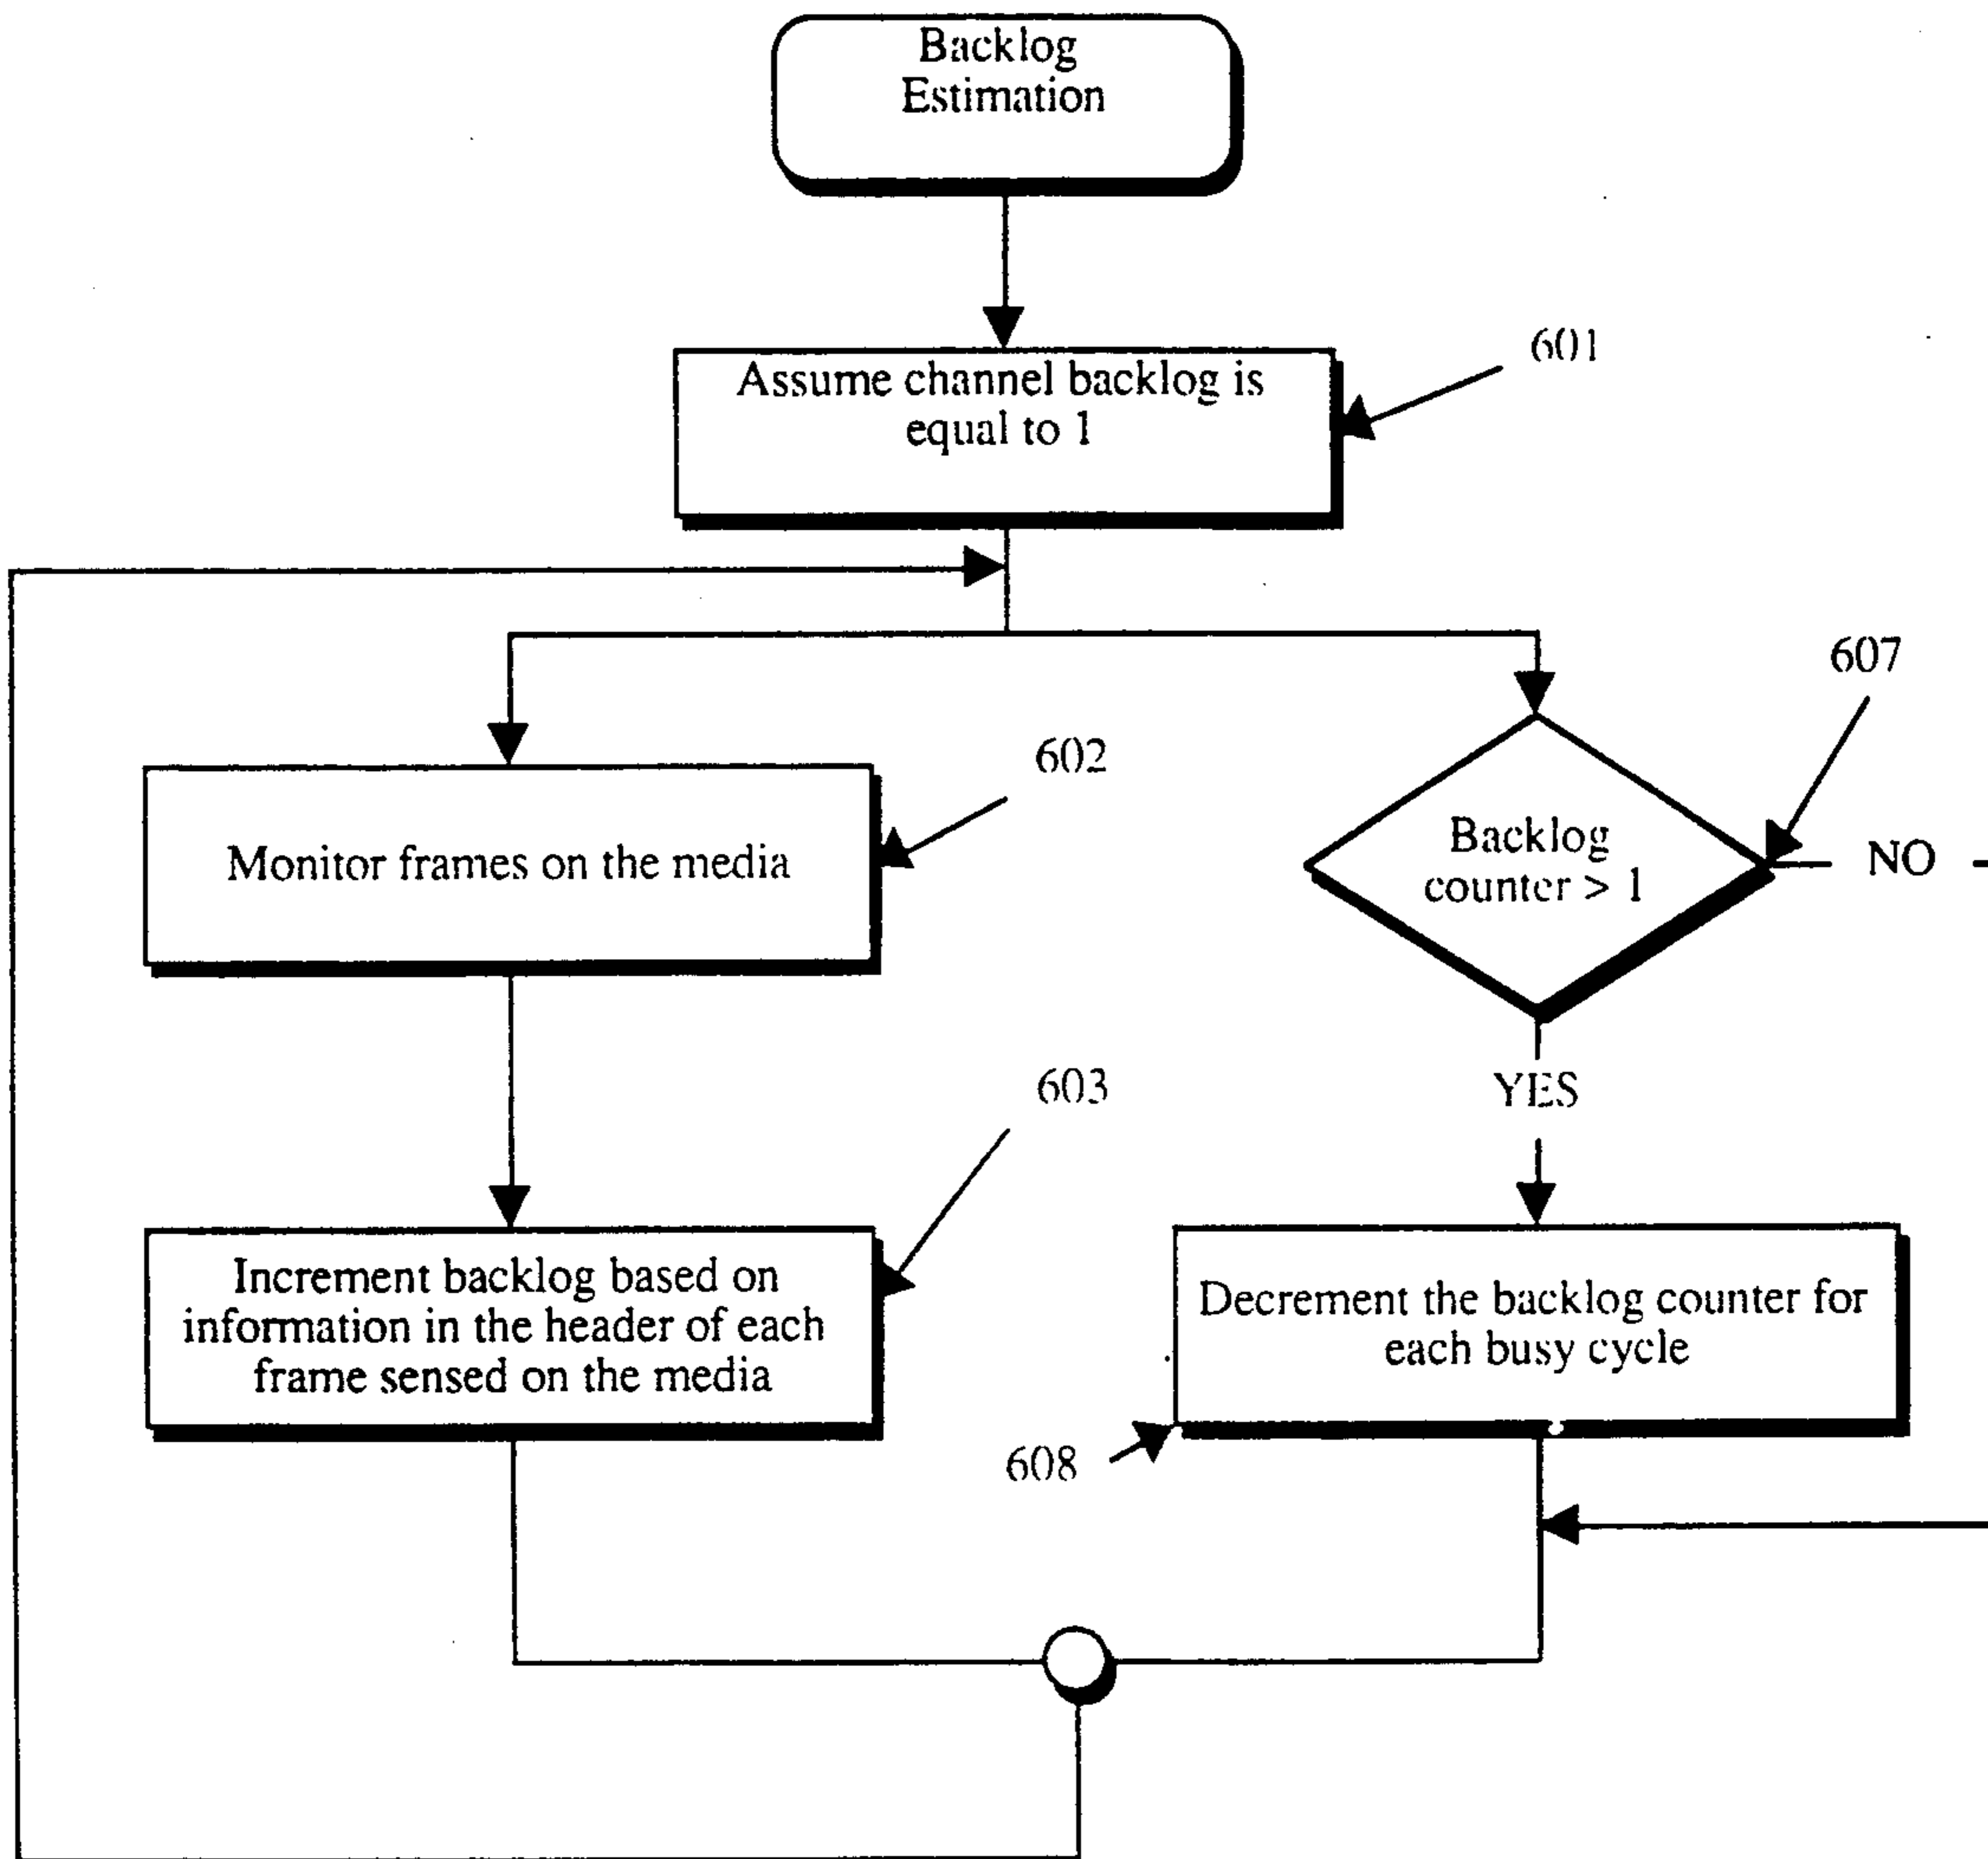 Backlog
Estimation
601
Assume channel backlog is
equal to 1
607
602
Monitor frames on the media
Backlog
counter > 1
NO
603
YES
Increment backlog based on
information in the header of each
frame sensed on the media
Decrement the backlog counter for
each busy cycle
608